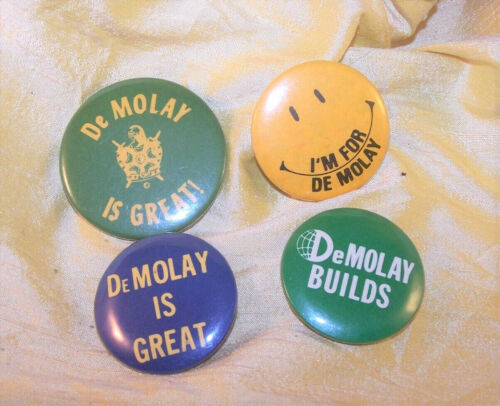 De MOLAY
©
IS GREAT!
I'M FOR
DE MOLAY
DEMOLAY
IS
GREAT
DeMOLAY
BUILDS